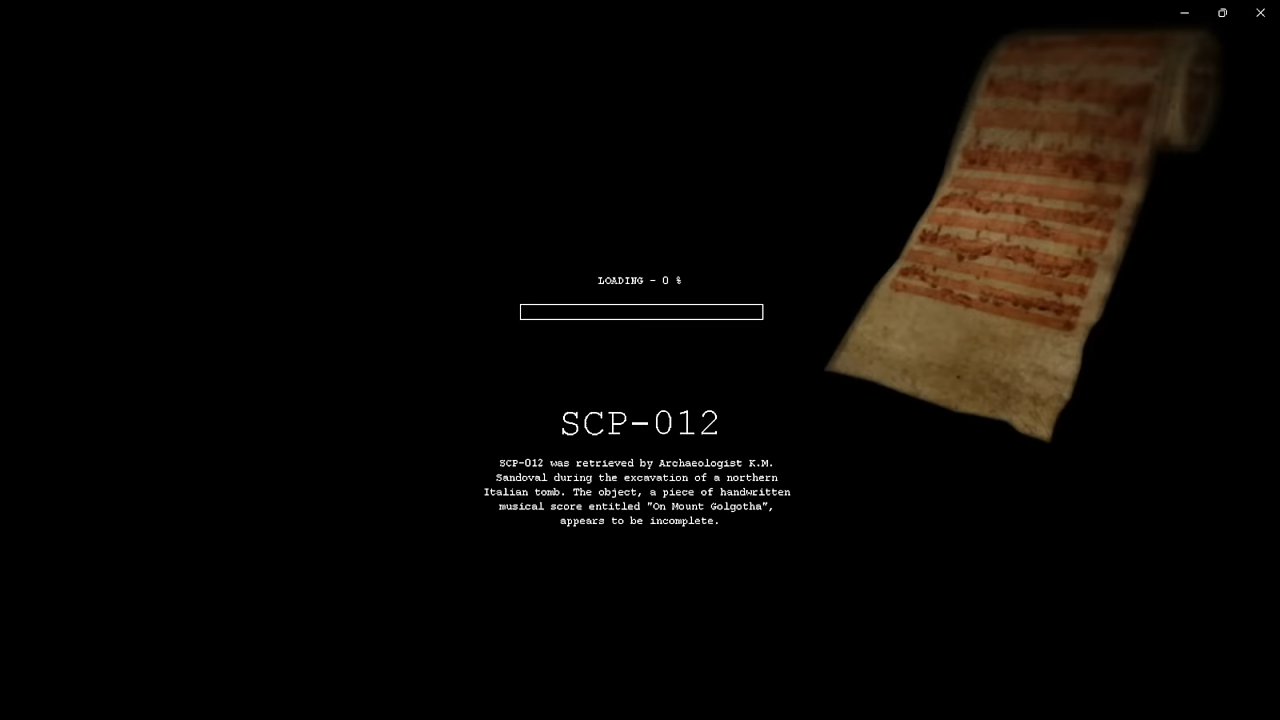 LOADING - 0 %
SCP-012
SCP-012 was retrieved by Archaeologist K.M.
Sandoval during the excavation of a northern
Italian tomb. The object, a piece of handwritten
musical score entitled "On Mount Golgotha",
appears to be incomplete.